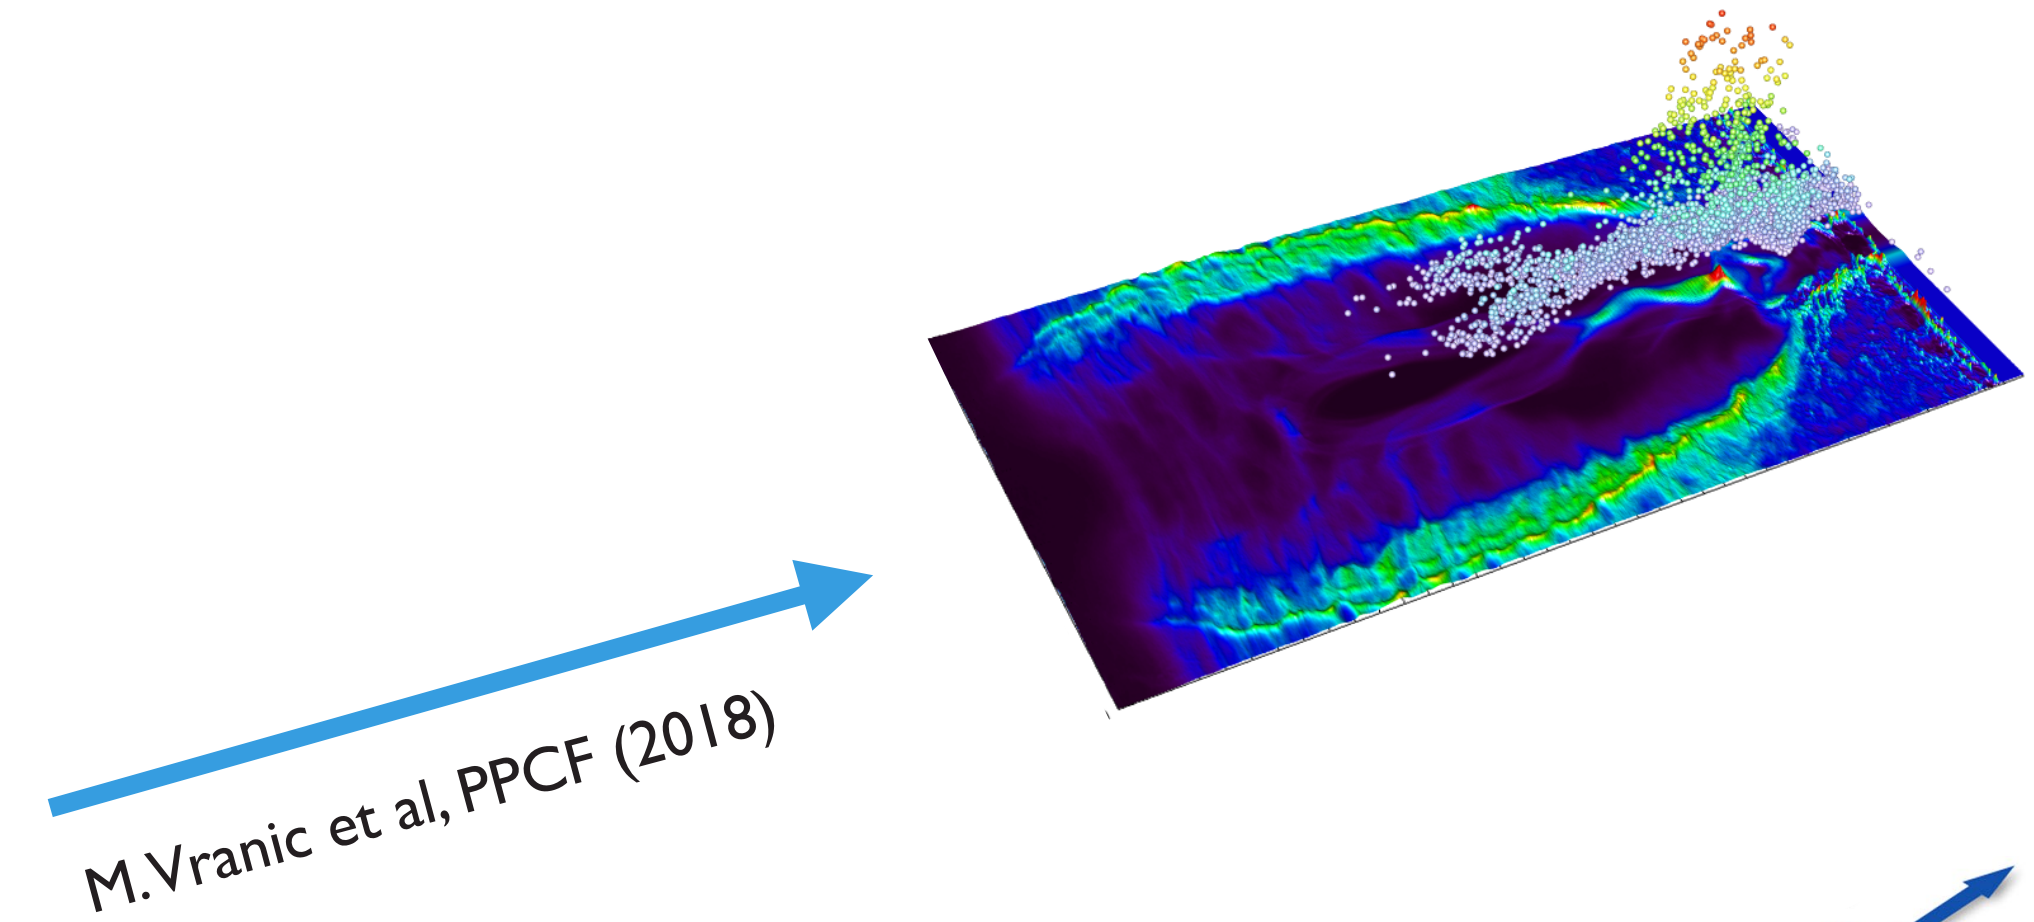 M. Vranic et al, PPCF (2018)